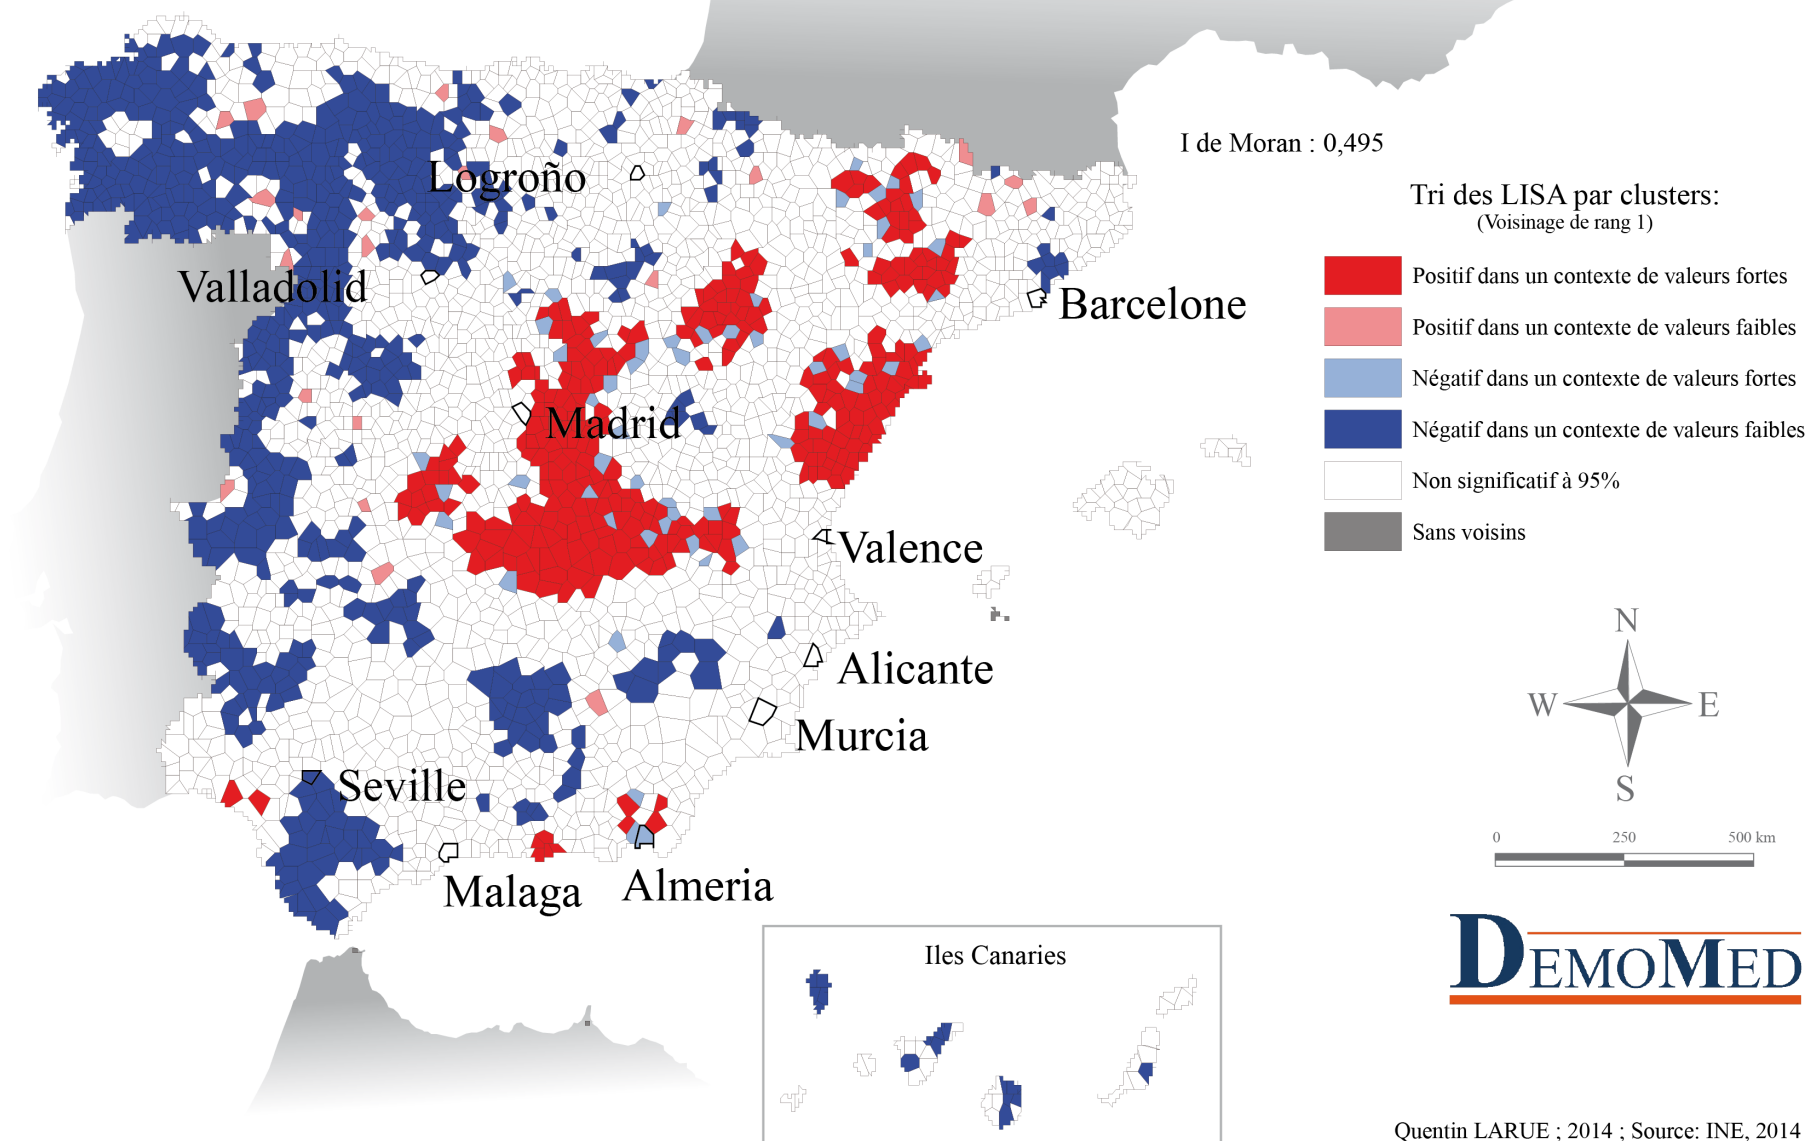 I de Moran : 0,495
Tri des LISA par clusters:
(Voisinage de rang 1)
Positif dans un contexte de valeurs fortes
Positif dans un contexte de valeurs faibles
Négatif dans un contexte de valeurs fortes
Négatif dans un contexte de valeurs faibles
Non significatif à 95%
Sans voisins
Logroño
Valladolid
Barcelone
Madrid
Valence
Alicante
Murcia
Seville
Malaga
Almeria
N
W
E
S
0 250 500 km
DEMOMED
Iles Canaries
Quentin LARUE ; 2014 ; Source: INE, 2014